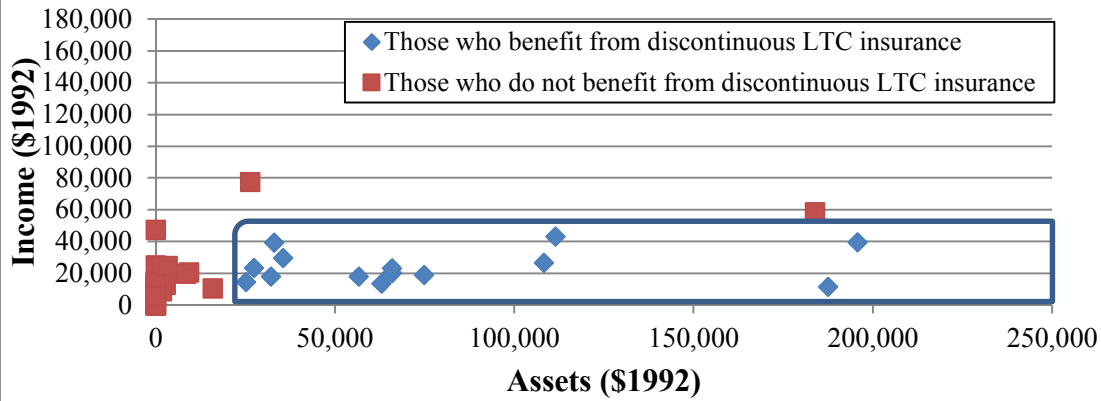 180,000
160,000
140,000
120,000
100,000
80,000
60,000
40,000
20,000
0
Income ($1992)
Those who benefit from discontinuous LTC insurance
Those who do not benefit from discontinuous LTC insurance
0 50,000 100,000 150,000 200,000 250,000
Assets ($1992)